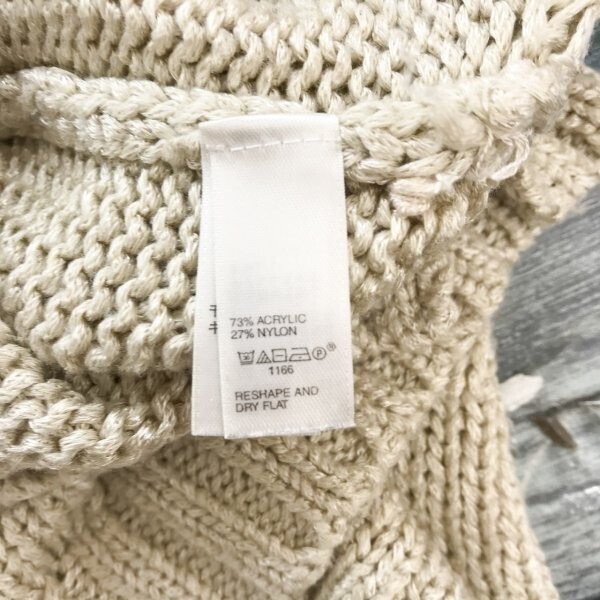 73% ACRYLIC
27% NYLON
P
1166
RESHAPE AND
DRY FLAT